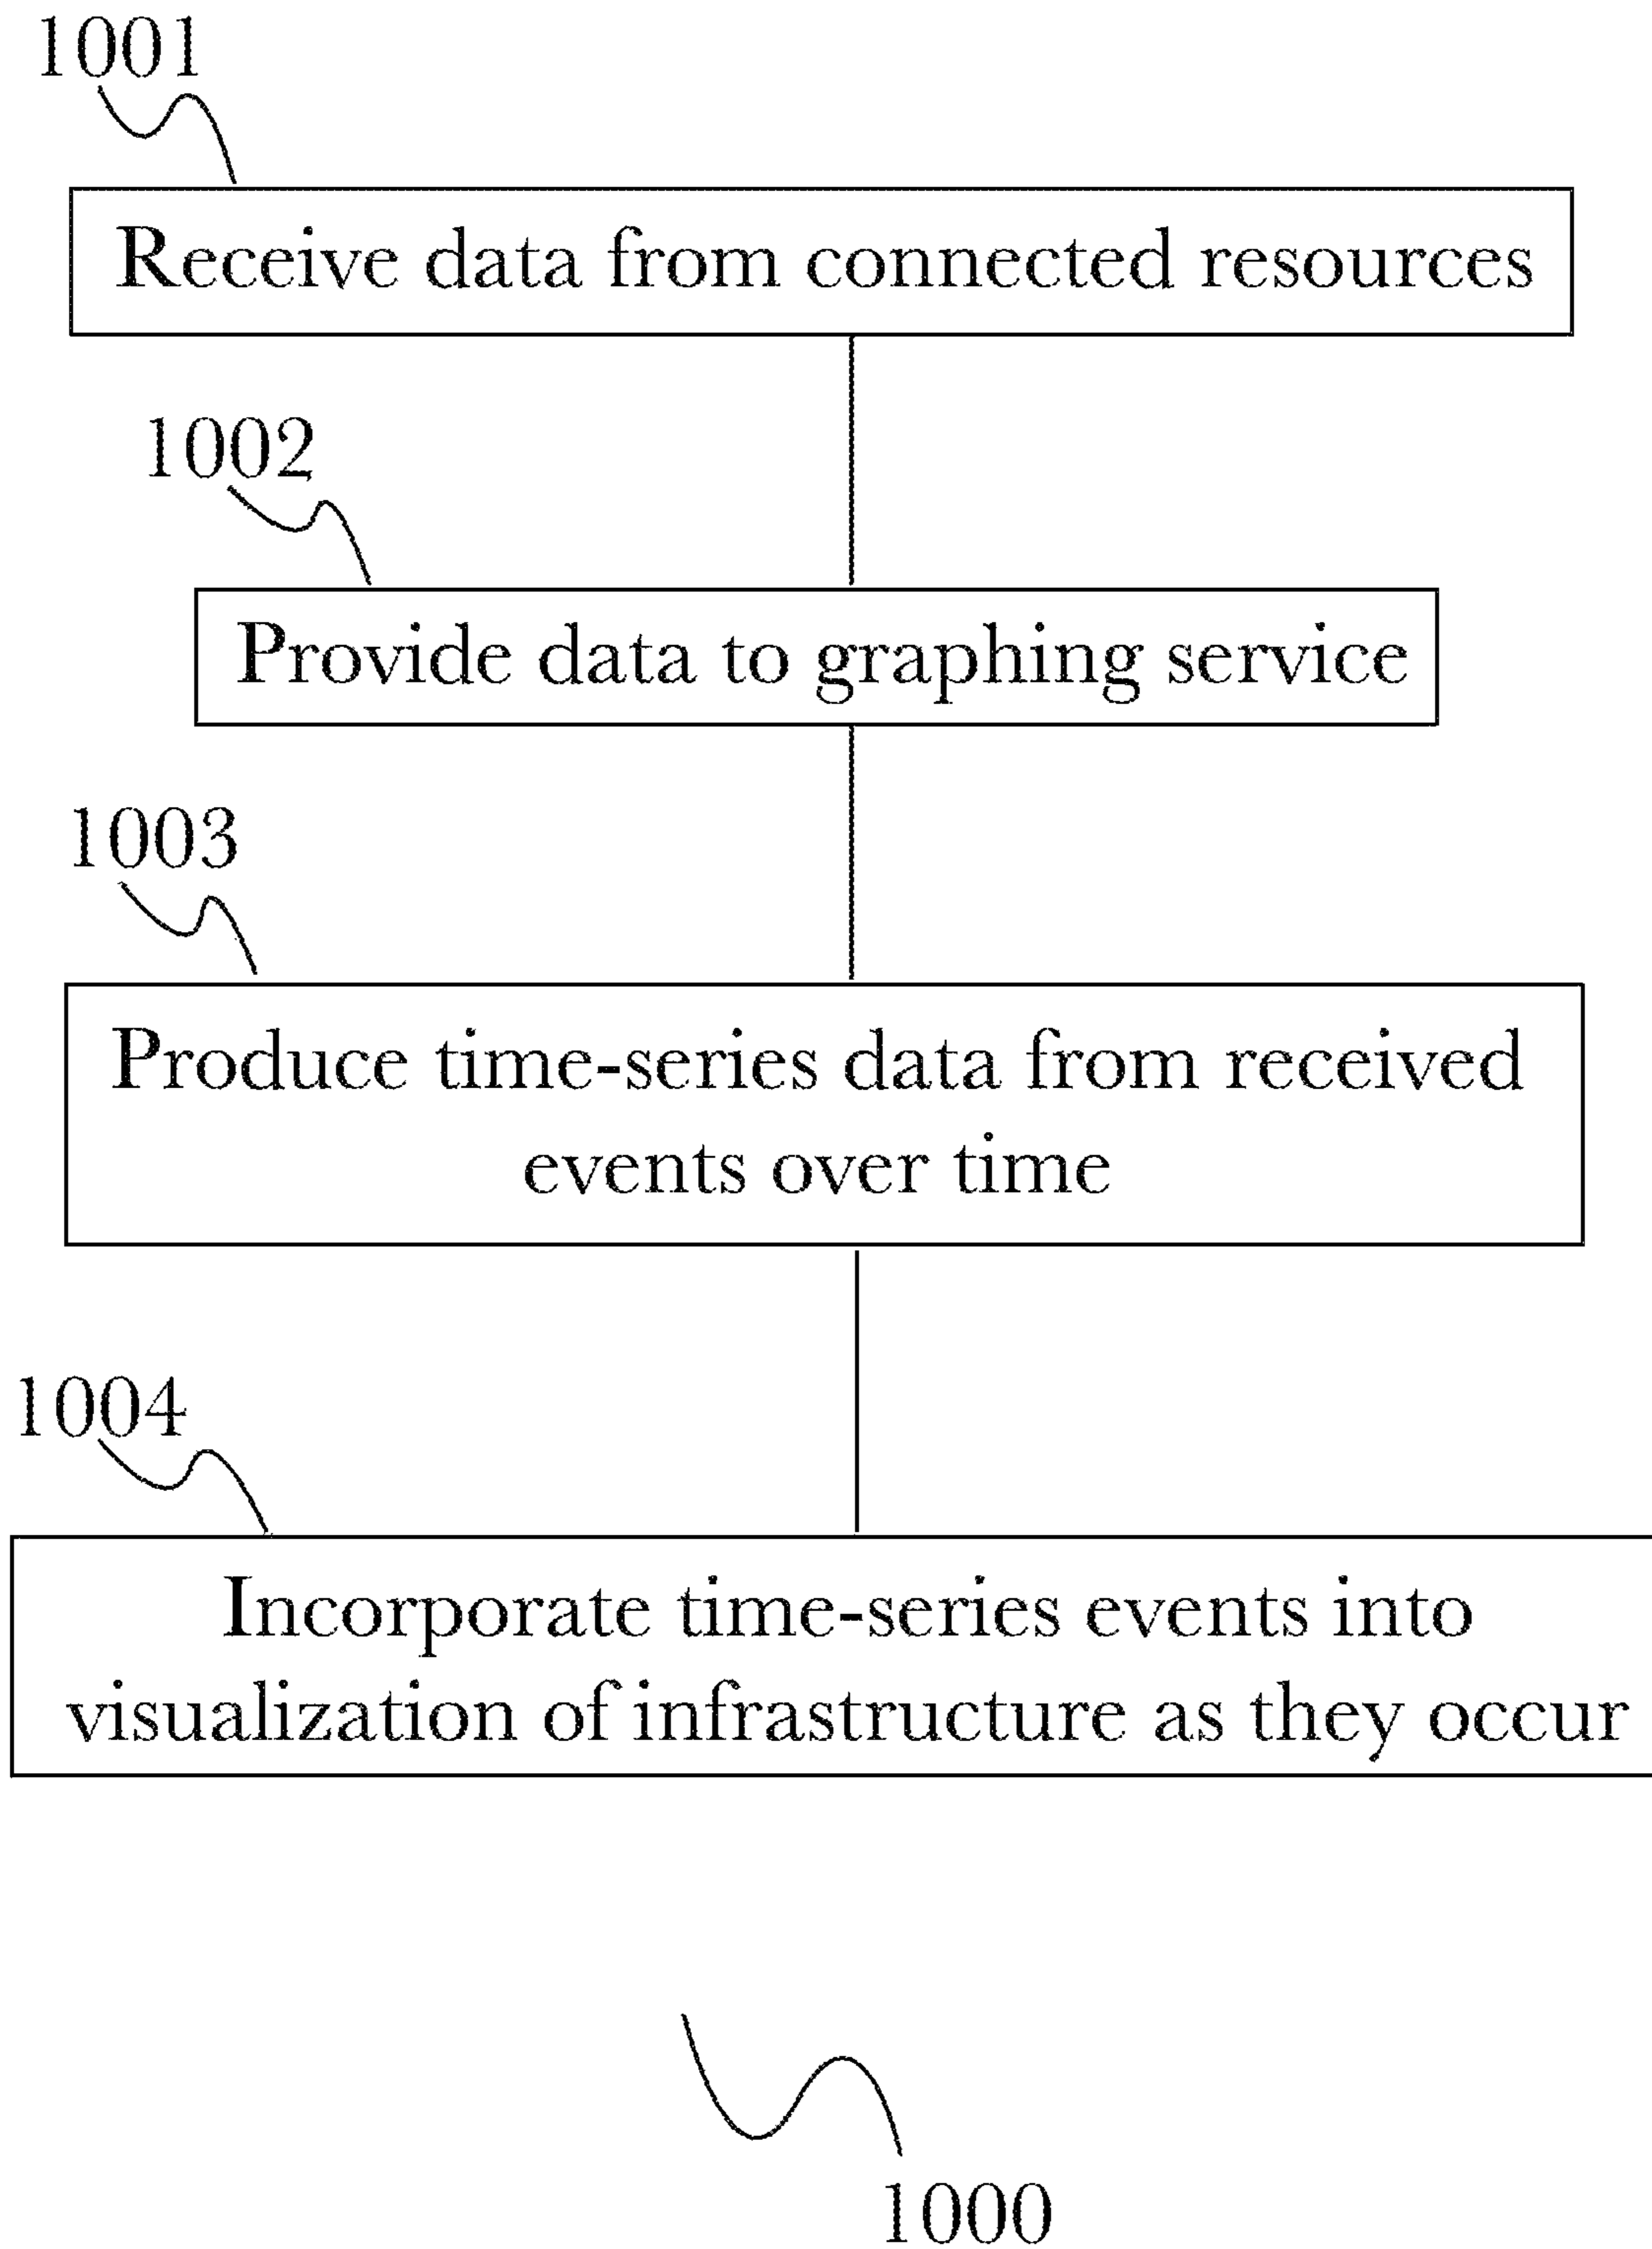 1001
Receive data from connected resources
1002
Provide data to graphing service
1003
Produce time-series data from received
events over time
1004
Incorporate time-series events into
visualization of infrastructure as they occur
1000